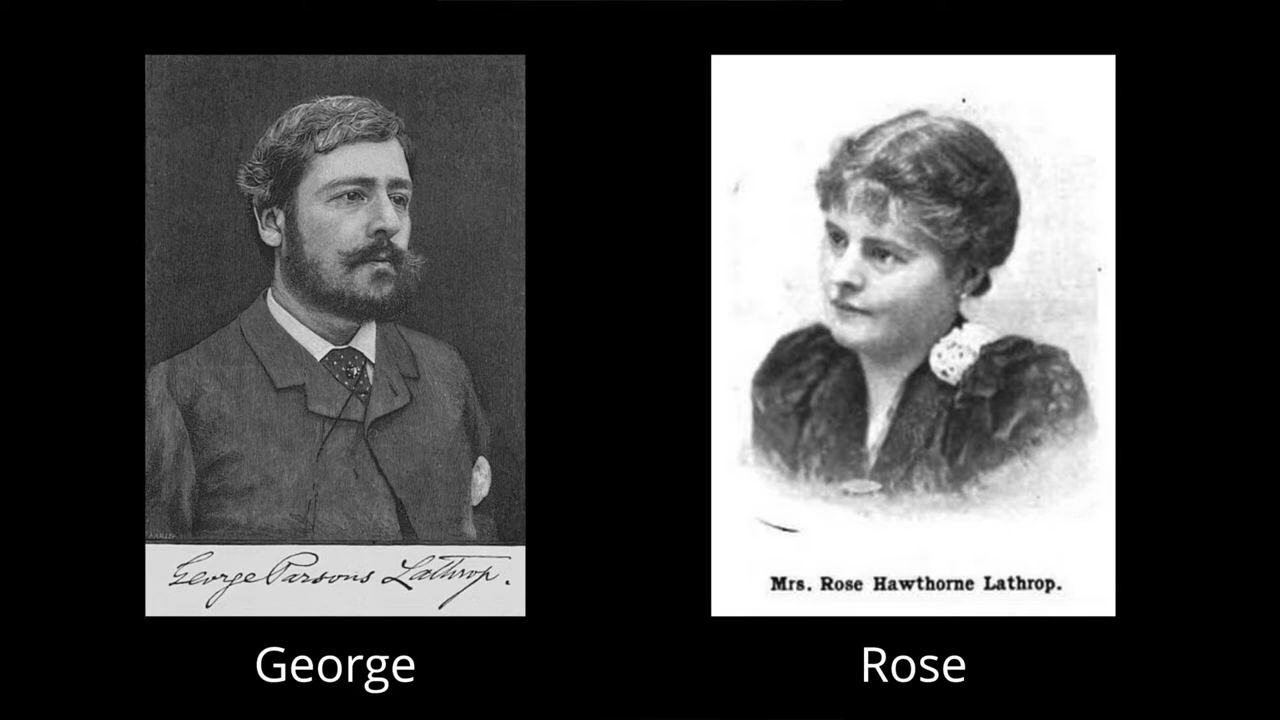 George Parsons Lathrop.
Mrs. Rose Hawthorne Lathrop.
George
Rose